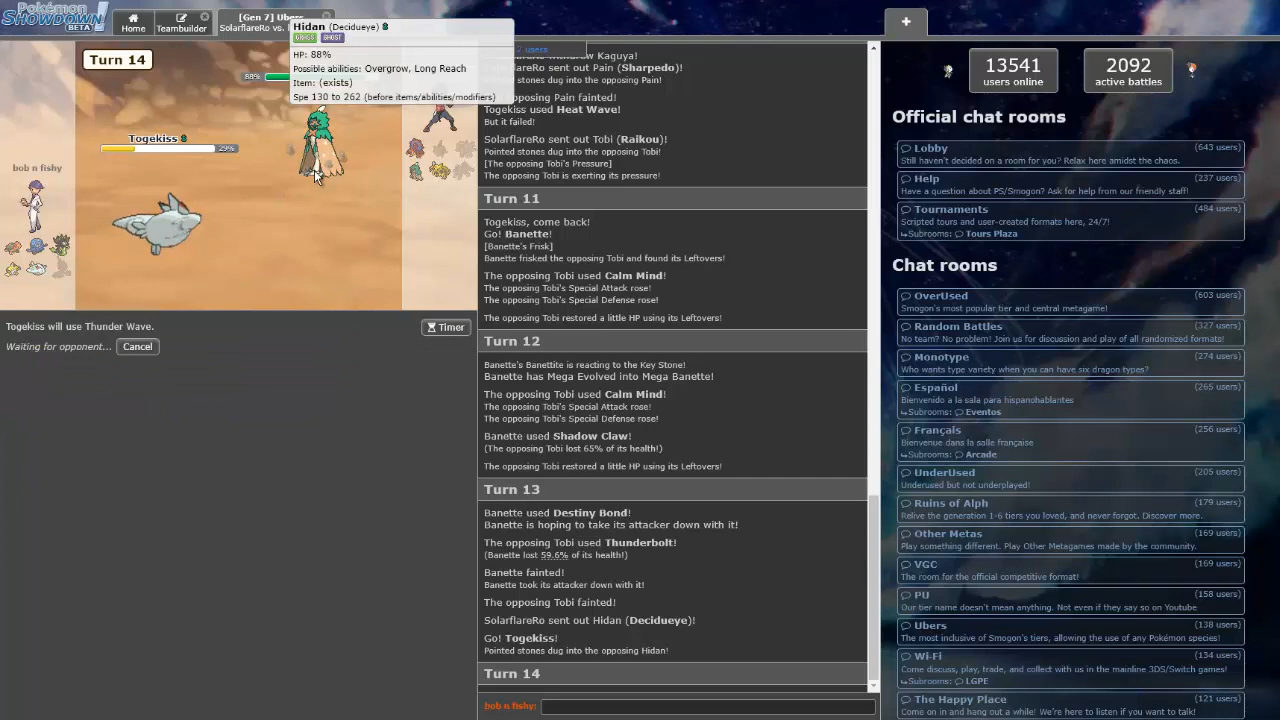 Pokémon
Showdown
BETA!
Home
Teambuilder
[Gen 7] Ubers
SolarflareRo vs.
Turn 14
Hidan (Decidueye)
GRASS GHOST
HP: 88%
Possible abilities: Overgrow, Long Reach
Item: (exists)
Spe 130 to 262 (before items/abilities/modifiers)
88%
Togekiss
29%
bob n fishy
Togekiss will use Thunder Wave.
Timer
Waiting for opponent...
Cancel
users
Kaguya!
sent out Pain (Sharpedo)!
stones dug into the opposing Pain!
opposing Pain fainted!
Togekiss used Heat Wave!
But it failed!
SolarflareRo sent out Tobi (Raikou)!
Pointed stones dug into the opposing Tobi!
[The opposing Tobi's Pressure]
The opposing Tobi is exerting its pressure!
Turn 11
Togekiss, come back!
Go! Banette!
[Banette's Frisk]
Banette frisked the opposing Tobi and found its Leftovers!
The opposing Tobi used Calm Mind!
The opposing Tobi's Special Attack rose!
The opposing Tobi's Special Defense rose!
The opposing Tobi restored a little HP using its Leftovers!
Turn 12
Banette's Banettite is reacting to the Key Stone!
Banette has Mega Evolved into Mega Banette!
The opposing Tobi used Calm Mind!
The opposing Tobi's Special Attack rose!
The opposing Tobi's Special Defense rose!
Banette used Shadow Claw!
(The opposing Tobi lost 65% of its health!)
The opposing Tobi restored a little HP using its Leftovers!
Turn 13
Banette used Destiny Bond!
Banette is hoping to take its attacker down with it!
The opposing Tobi used Thunderbolt!
(Banette lost 59.6% of its health!)
Banette fainted!
Banette took its attacker down with it!
The opposing Tobi fainted!
SolarflareRo sent out Hidan (Decidueye)!
Go! Togekiss!
Pointed stones dug into the opposing Hidan!
Turn 14
bob n fishy:
+
13541
users online
2092
active battles
Official chat rooms
Lobby
(643 users)
Still haven't decided on a room for you? Relax here amidst the chaos.
Help
(237 users)
Have a question about PS/Smogon? Ask for help from our friendly staff!
Tournaments
(484 users)
Scripted tours and user-created formats here, 24/7!
Subrooms: Tours Plaza
Chat rooms
OverUsed
(603 users)
Smogon's most popular tier and central metagame!
Random Battles
(327 users)
No team? No problem! Join us for discussion and play of all randomized formats!
Monotype
(274 users)
Who wants type variety when you can have six dragon types?
Español
(265 users)
Bienvenido a la sala para hispanohablantes
Subrooms: Eventos
Français
(256 users)
Bienvenue dans la salle française
Subrooms: Arcade
UnderUsed
(205 users)
Underused but not underplayed!
Ruins of Alph
(179 users)
Relive the generation 1-6 tiers you loved, and never forgot. Discover more.
Other Metas
(169 users)
Play something different. Play Other Metagames made by the community.
VGC
(169 users)
The room for the official competitive format!
PU
(158 users)
Our tier name doesn't mean anything. Not even if they say so on Youtube
Ubers
(138 users)
The most inclusive of Smogon's tiers, allowing the use of any Pokémon species!
Wi-Fi
(134 users)
Come discuss, play, trade, and collect with us in the mainline 3DS/Switch games!
Subrooms: LGPE
The Happy Place
(121 users)
Come on in and hang out a while! We're here to listen if you want to talk!